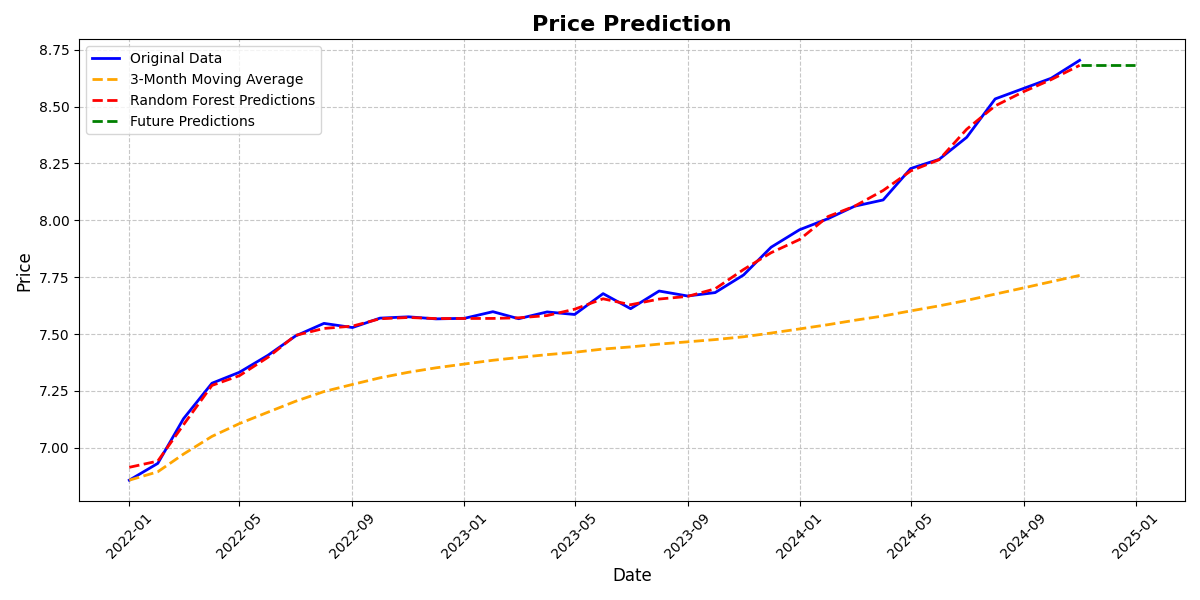 Price Prediction
Original Data
3-Month Moving Average
Random Forest Predictions
Future Predictions
8.75
8.50
8.25
8.00
7.75
7.50
7.25
7.00
Price
2022-01
2022-05
2022-09
2023-01
2023-05
2023-09
2024-01
2024-05
2024-09
2025-01
Date